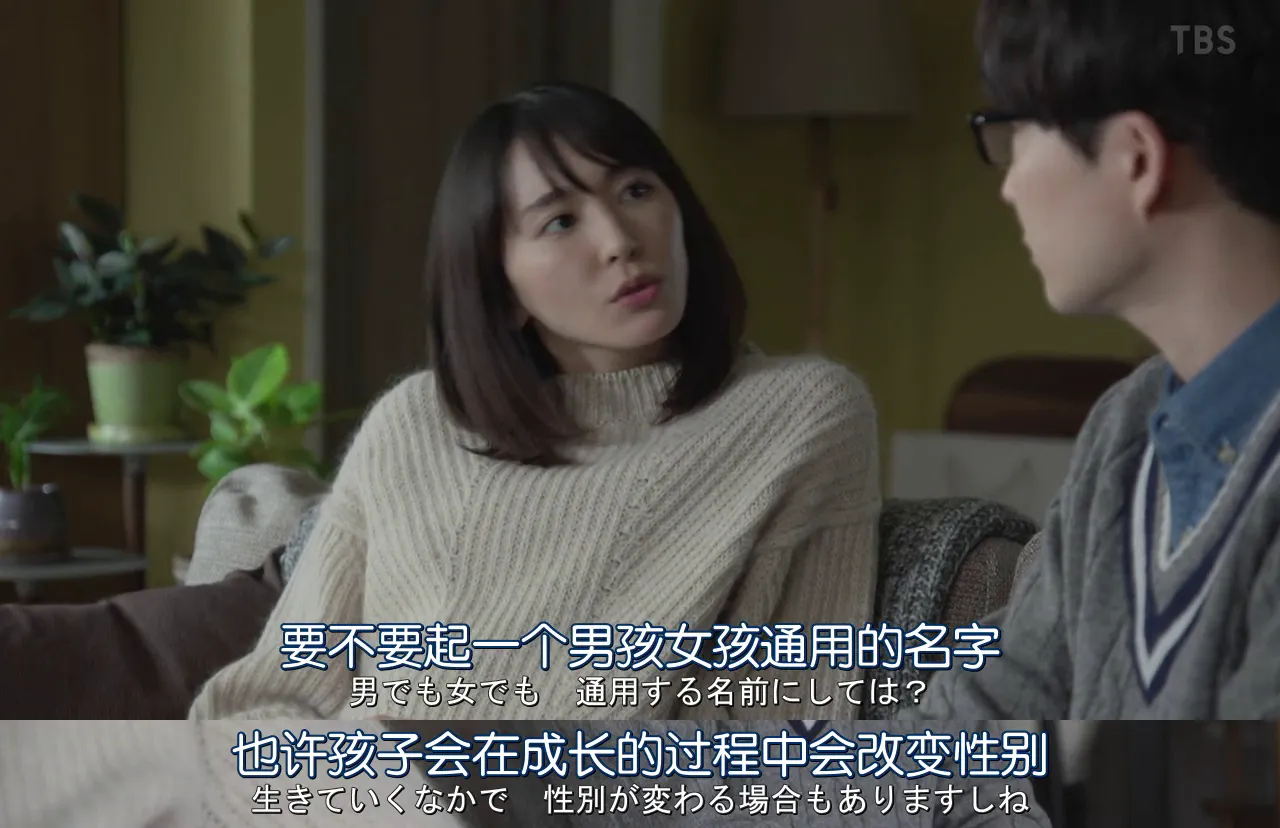 TBS
要不要起一个男孩女孩通用的名字
男でも女でも　通用する名前にしては？
也许孩子会在成长的过程中会改变性别
生きていくなかで　性別が変わる場合もありますしね